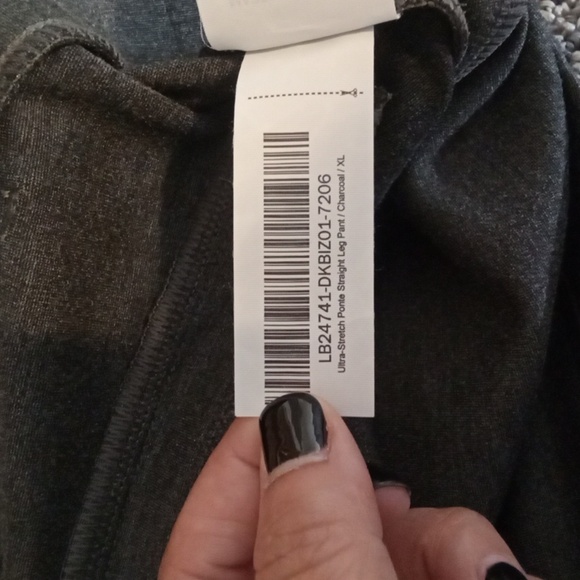 LB24741-DKBIZ01-7206
Ultra-Stretch Ponte Straight Leg Pant / Charcoal / XL